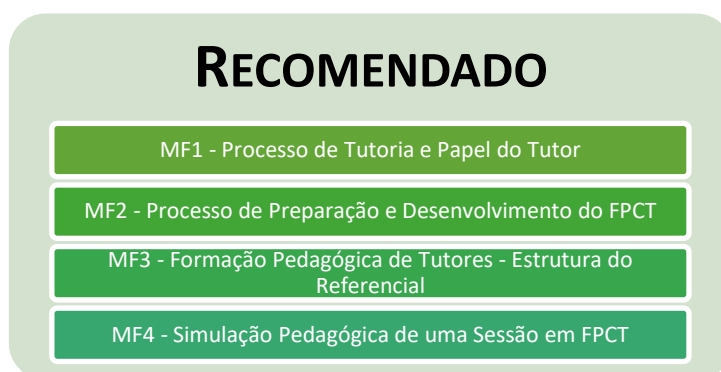 RECOMENDADO
MF1 - Processo de Tutoria e Papel do Tutor
MF2 - Processo de Preparação e Desenvolvimento do FPCT
MF3 - Formação Pedagógica de Tutores - Estrutura do
Referencial
MF4 - Simulação Pedagógica de uma Sessão em FPCT